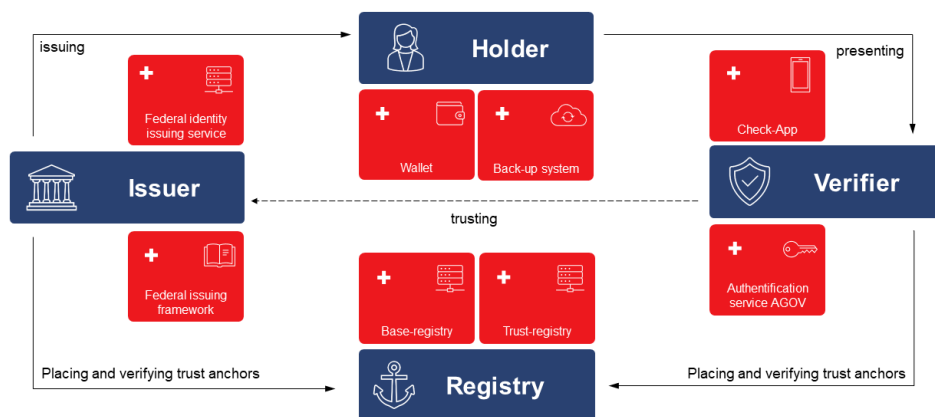 issuing
Holder
presenting
Federal identity
issuing service
Wallet
Back-up system
Check-App
Issuer
Verifier
trusting
Federal issuing
framework
Base-registry
Trust-registry
Authentification
service AGOV
Placing and verifying trust anchors
Registry
Placing and verifying trust anchors